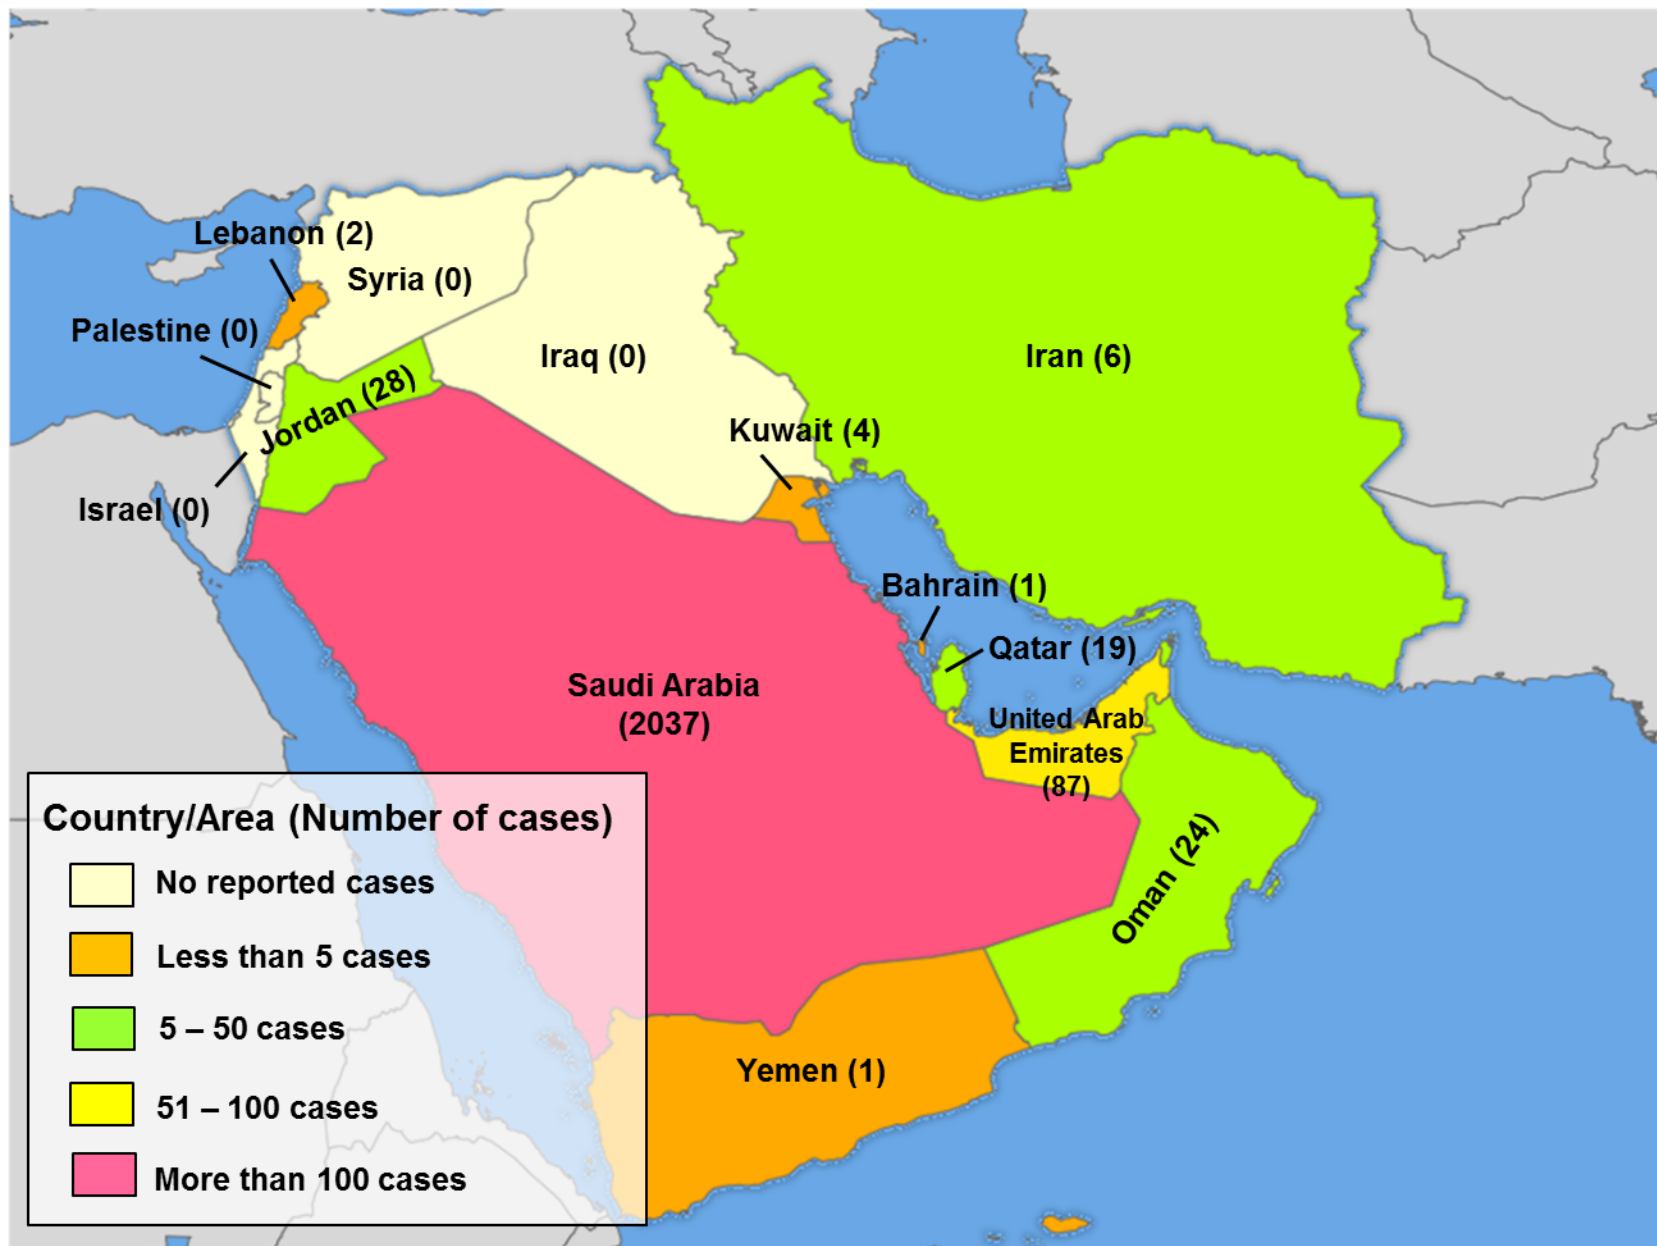 Lebanon (2)
Syria (0)
Palestine (0)
Iraq (0)
Iran (6)
Jordan (28)
Kuwait (4)
Israel (0)
Bahrain (1)
Qatar (19)
Saudi Arabia
(2037)
United Arab
Emirates
(87)
Oman (24)
Yemen (1)
Country/Area (Number of cases)
No reported cases
Less than 5 cases
5 – 50 cases
51 – 100 cases
More than 100 cases